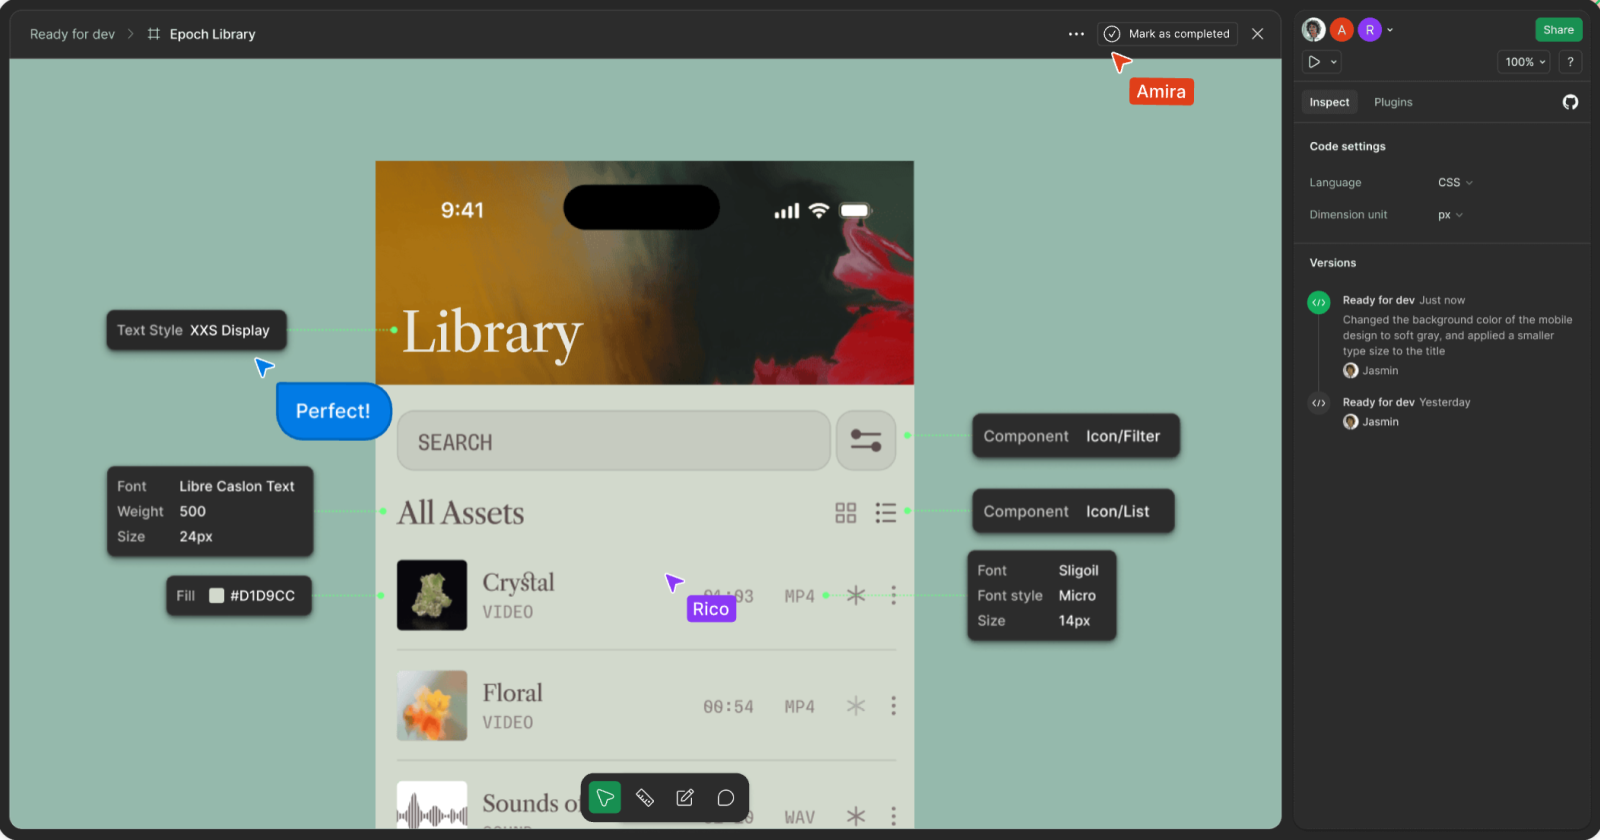 Ready for dev
Epoch Library
Mark as completed
Amira
A
R
Share
100%
?
Inspect
Plugins
Code settings
Language CSS
Dimension unit px
Versions
Ready for dev Just now
Changed the background color of the mobile
design to soft gray, and applied a smaller
type size to the title
Jasmin
Ready for dev Yesterday
Jasmin
9:41
Library
Text Style XXS Display
Perfect!
SEARCH
Component Icon/Filter
Font Libre Caslon Text
Weight 500
Size 24px
All Assets
Component Icon/List
Fill #D1D9CC
Crystal
VIDEO
Rico
MP4
Font Sligoil
Font style Micro
Size 14px
Floral
VIDEO
00:54
MP4
Sounds
WAV